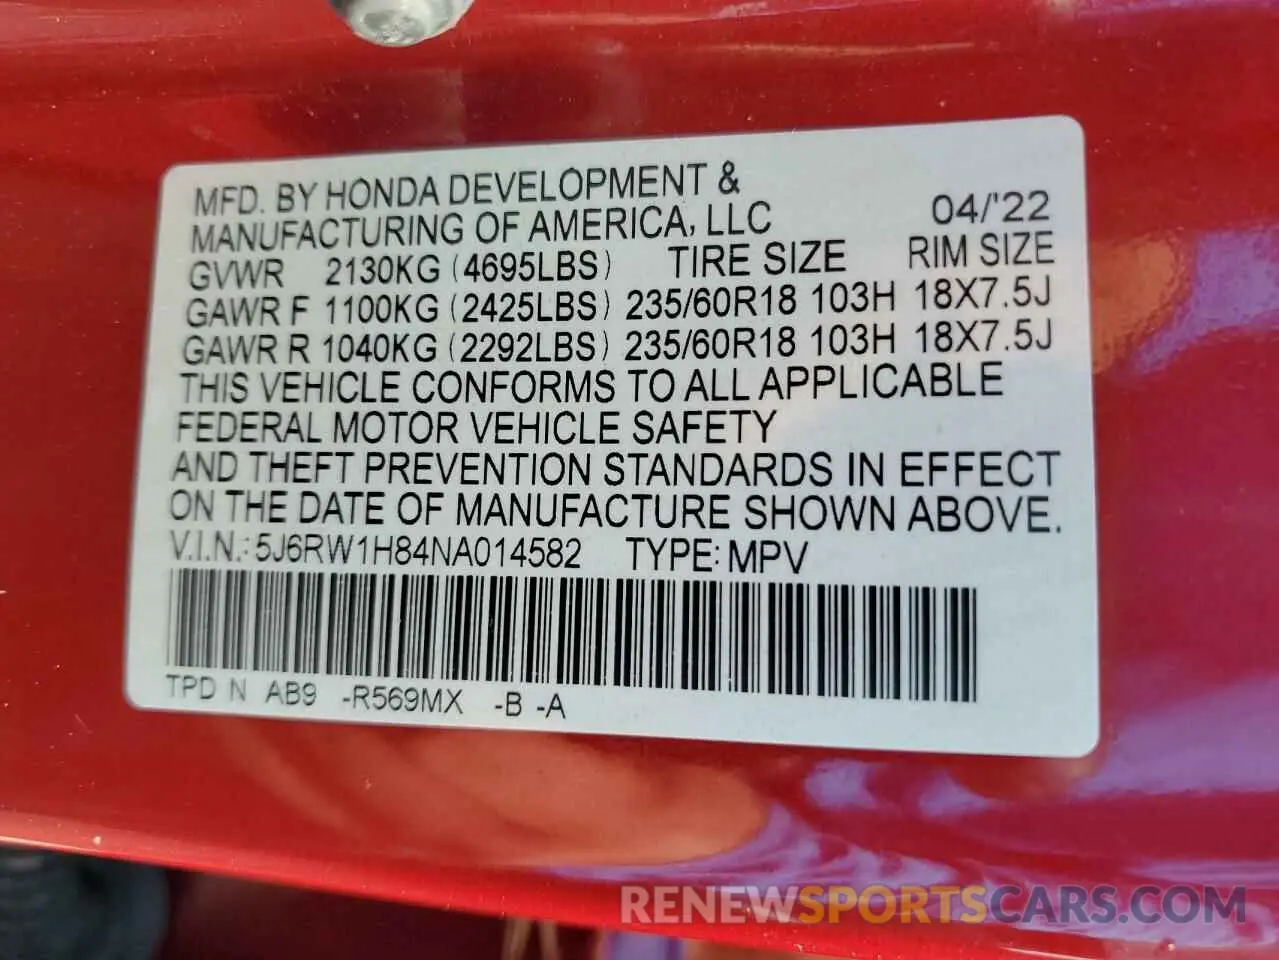 MFD. BY HONDA DEVELOPMENT &
MANUFACTURING OF AMERICA, LLC 04/'22
GVWR 2130KG (4695LBS) TIRE SIZE RIM SIZE
GAWR F 1100KG (2425LBS) 235/60R18 103H 18X7.5J
GAWR R 1040KG (2292LBS) 235/60R18 103H 18X7.5J
THIS VEHICLE CONFORMS TO ALL APPLICABLE
FEDERAL MOTOR VEHICLE SAFETY
AND THEFT PREVENTION STANDARDS IN EFFECT
ON THE DATE OF MANUFACTURE SHOWN ABOVE.
V.I.N.: 5J6RW1H84NA014582 TYPE: MPV
TPD N AB9 -R569MX -B -A
RENEWSPORTSCARS.COM